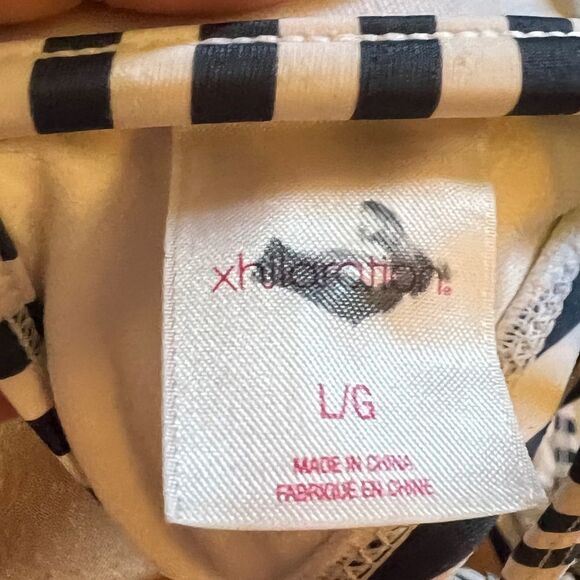 xhilaration
L/G
MADE IN CHINA
FABRIQUE EN CHINE